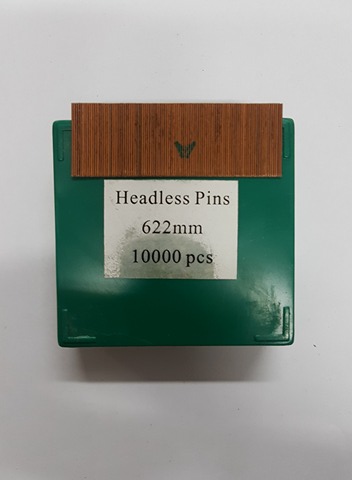 Headless Pins
622mm
10000 pcs